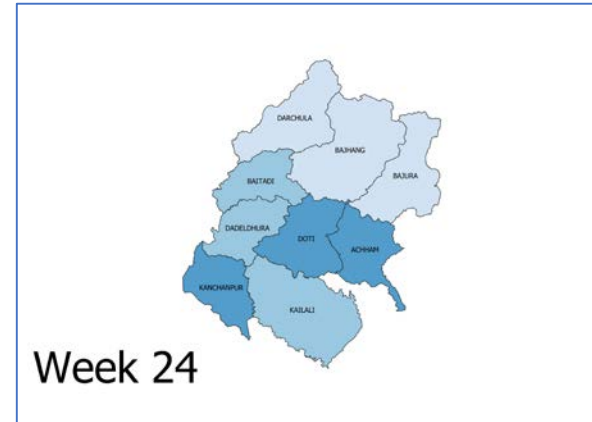 DARCHULA
BAJHANG
BAJURA
BAITADI
DADELDHURA
DOTI
ACHHAM
KANCHANPUR
KAILALI
Week 24